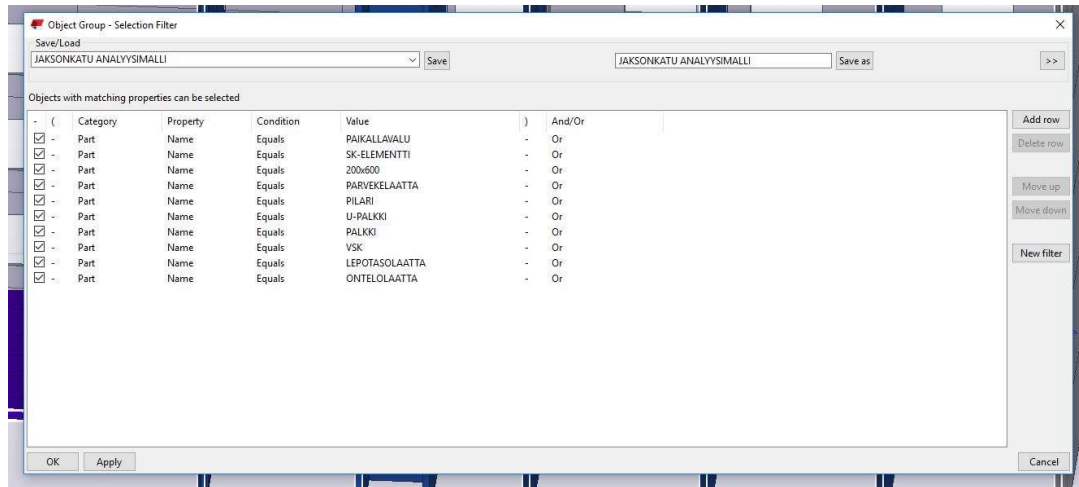 Object Group - Selection Filter
Save/Load
JAKSONKATU ANALYYSIMALLI Save JAKSONKATU ANALYYSIMALLI Save as >>
Objects with matching properties can be selected
- ( Category Property Condition Value ) And/Or Add row
- Part Name Equals PAIKALLAVALU - Or
Delete row
- Part Name Equals SK-ELEMENTTI - Or
- Part Name Equals 200x600 - Or
- Part Name Equals PARVEKELAATTA - Or
Move up
- Part Name Equals PILARI - Or
Move down
- Part Name Equals U-PALKKI - Or
- Part Name Equals PALKKI - Or
- Part Name Equals VSK - Or
New filter
- Part Name Equals LEPOTASOLAATTA - Or
- Part Name Equals ONTELOLAATTA - Or
OK Apply Cancel